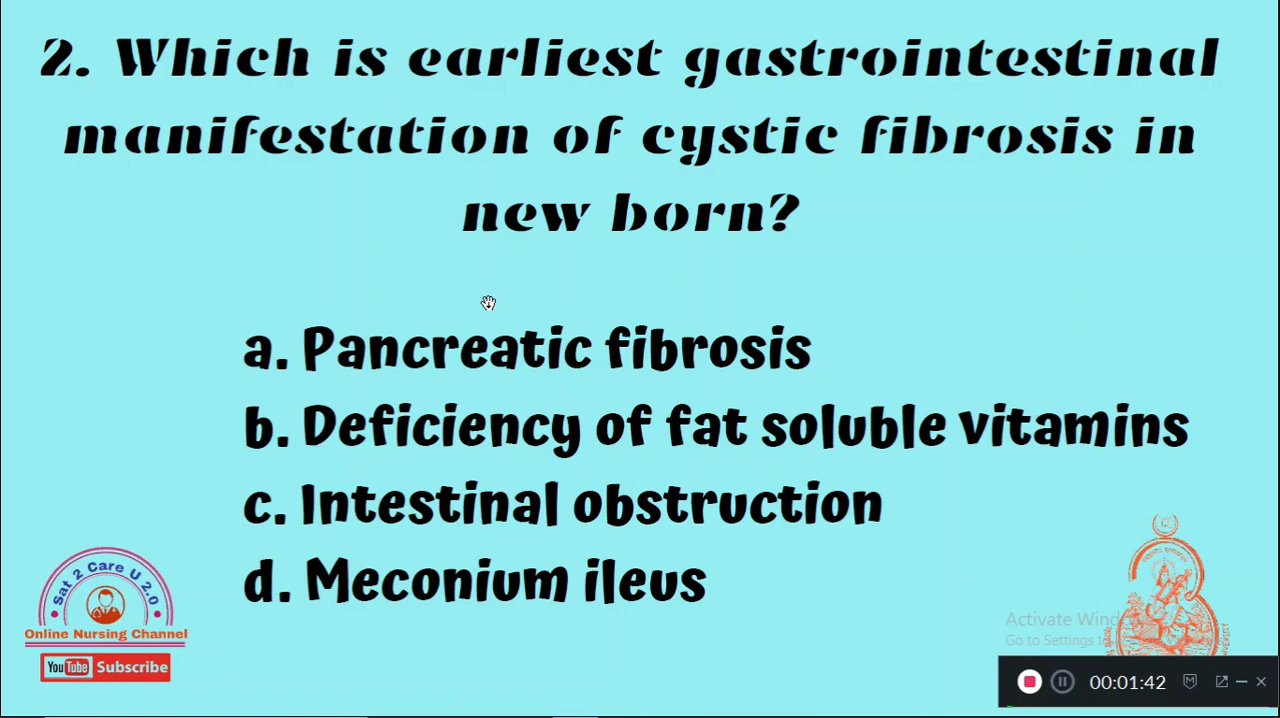 2. Which is earliest gastrointestinal
manifestation of cystic fibrosis in
new born?
a. Pancreatic fibrosis
b. Deficiency of fat soluble vitamins
c. Intestinal obstruction
d. Meconium ileus
Sat 2 Care U 2.0
Online Nursing Channel
YouTube Subscribe
Activate Wind
Go to Settings t
00:01:42